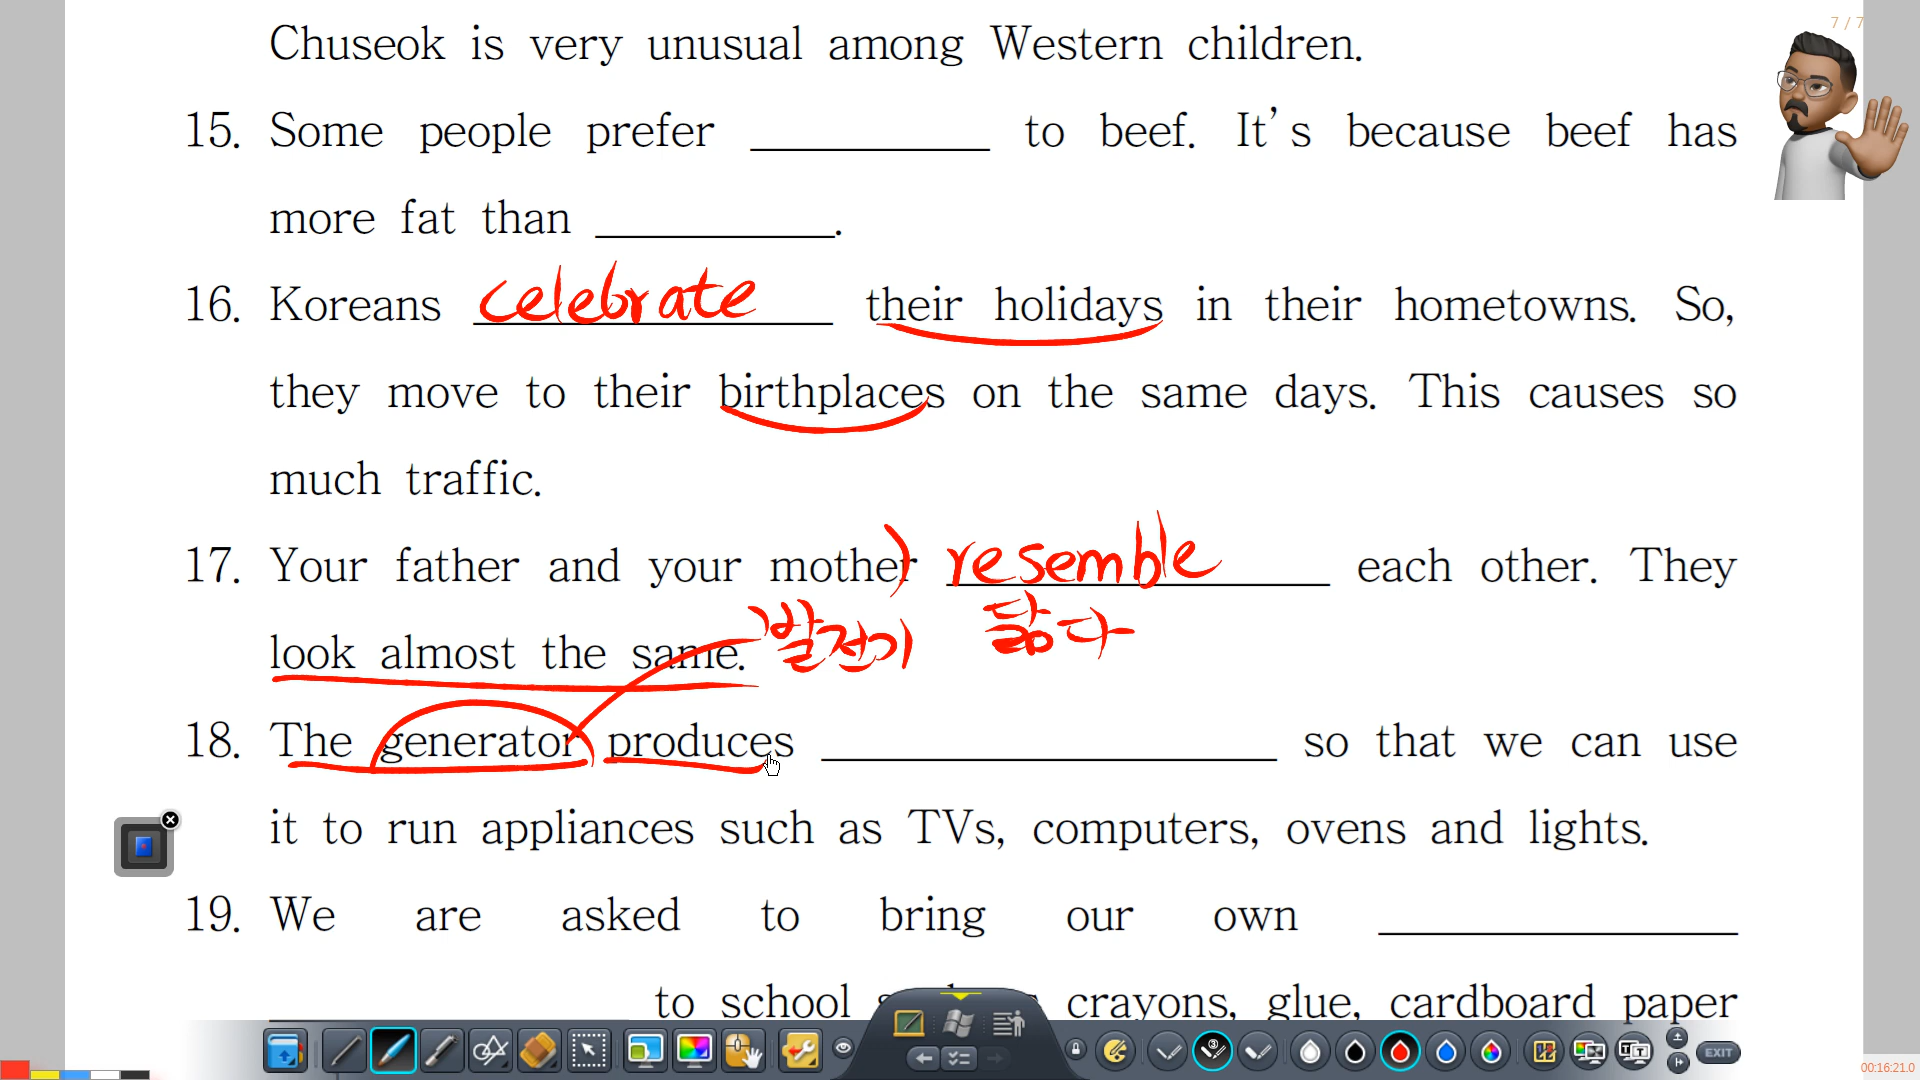 7 / 7
Chuseok is very unusual among Western children.
15. Some people prefer __________ to beef. It's because beef has
more fat than __________.
16. Koreans celebrate their holidays in their hometowns. So,
they move to their birthplaces on the same days. This causes so
much traffic.
17. Your father and your mother resemble each other. They
발전기 닮다
look almost the same.
18. The generator produces ___________________ so that we can use
it to run appliances such as TVs, computers, ovens and lights.
19. We are asked to bring our own _______________
_______________ to school crayons, glue, cardboard paper
EXIT
00:16:21.0